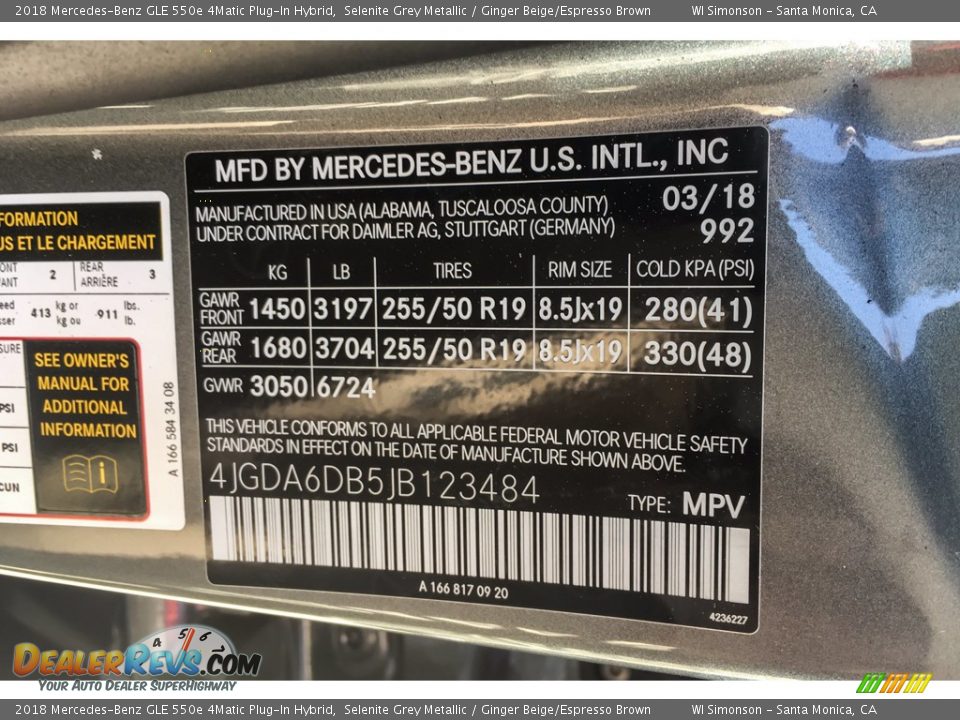 2018 Mercedes-Benz GLE 550e 4Matic Plug-In Hybrid, Selenite Grey Metallic / Ginger Beige/Espresso Brown WI Simonson - Santa Monica, CA
MFD BY MERCEDES-BENZ U.S. INTL., INC
MANUFACTURED IN USA (ALABAMA, TUSCALOOSA COUNTY) 03/18
UNDER CONTRACT FOR DAIMLER AG, STUTTGART (GERMANY) 992
KG LB TIRES RIM SIZE COLD KPA (PSI)
GAWR FRONT 1450 3197 255/50 R19 8.5Jx19 280(41)
GAWR REAR 1680 3704 255/50 R19 8.5Jx19 330(48)
GVWR 3050 6724
THIS VEHICLE CONFORMS TO ALL APPLICABLE FEDERAL MOTOR VEHICLE SAFETY
STANDARDS IN EFFECT ON THE DATE OF MANUFACTURE SHOWN ABOVE.
4JGDA6DB5JB123484
TYPE: MPV
A 166 817 09 20
4236227
FORMATION
US ET LE CHARGEMENT
2 REAR ARRIÈRE 3
413 kg or kg ou 911 lbs. lb.
SEE OWNER'S
MANUAL FOR
ADDITIONAL
INFORMATION
PSI
PSI
A 166 584 34 08
4 5 6
DEALERREVS.COM
YOUR AUTO DEALER SUPERHIGHWAY
2018 Mercedes-Benz GLE 550e 4Matic Plug-In Hybrid, Selenite Grey Metallic / Ginger Beige/Espresso Brown WI Simonson - Santa Monica, CA